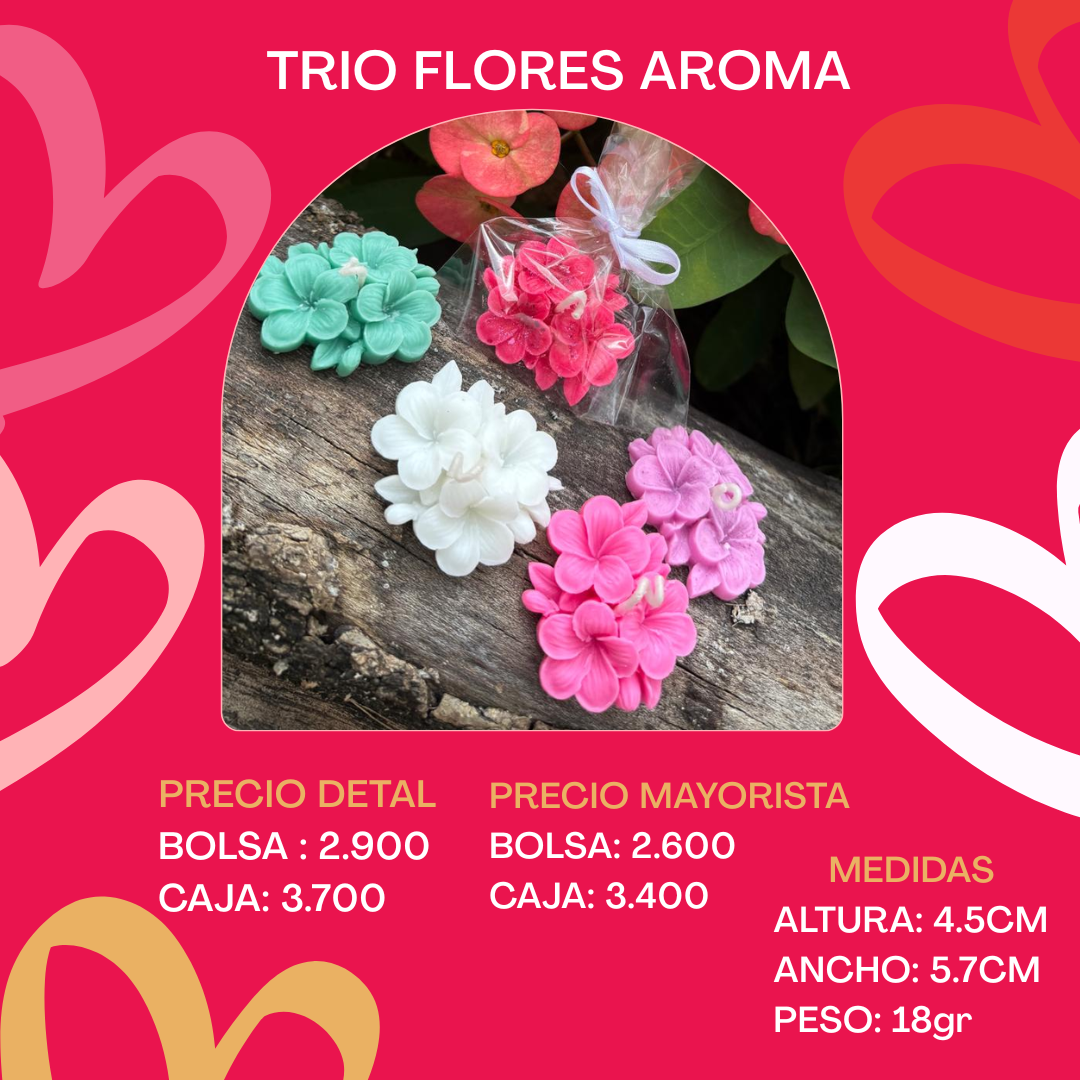 TRIO FLORES AROMA
PRECIO DETAL
BOLSA : 2.900
CAJA: 3.700
PRECIO MAYORISTA
BOLSA: 2.600
CAJA: 3.400
MEDIDAS
ALTURA: 4.5CM
ANCHO: 5.7CM
PESO: 18gr